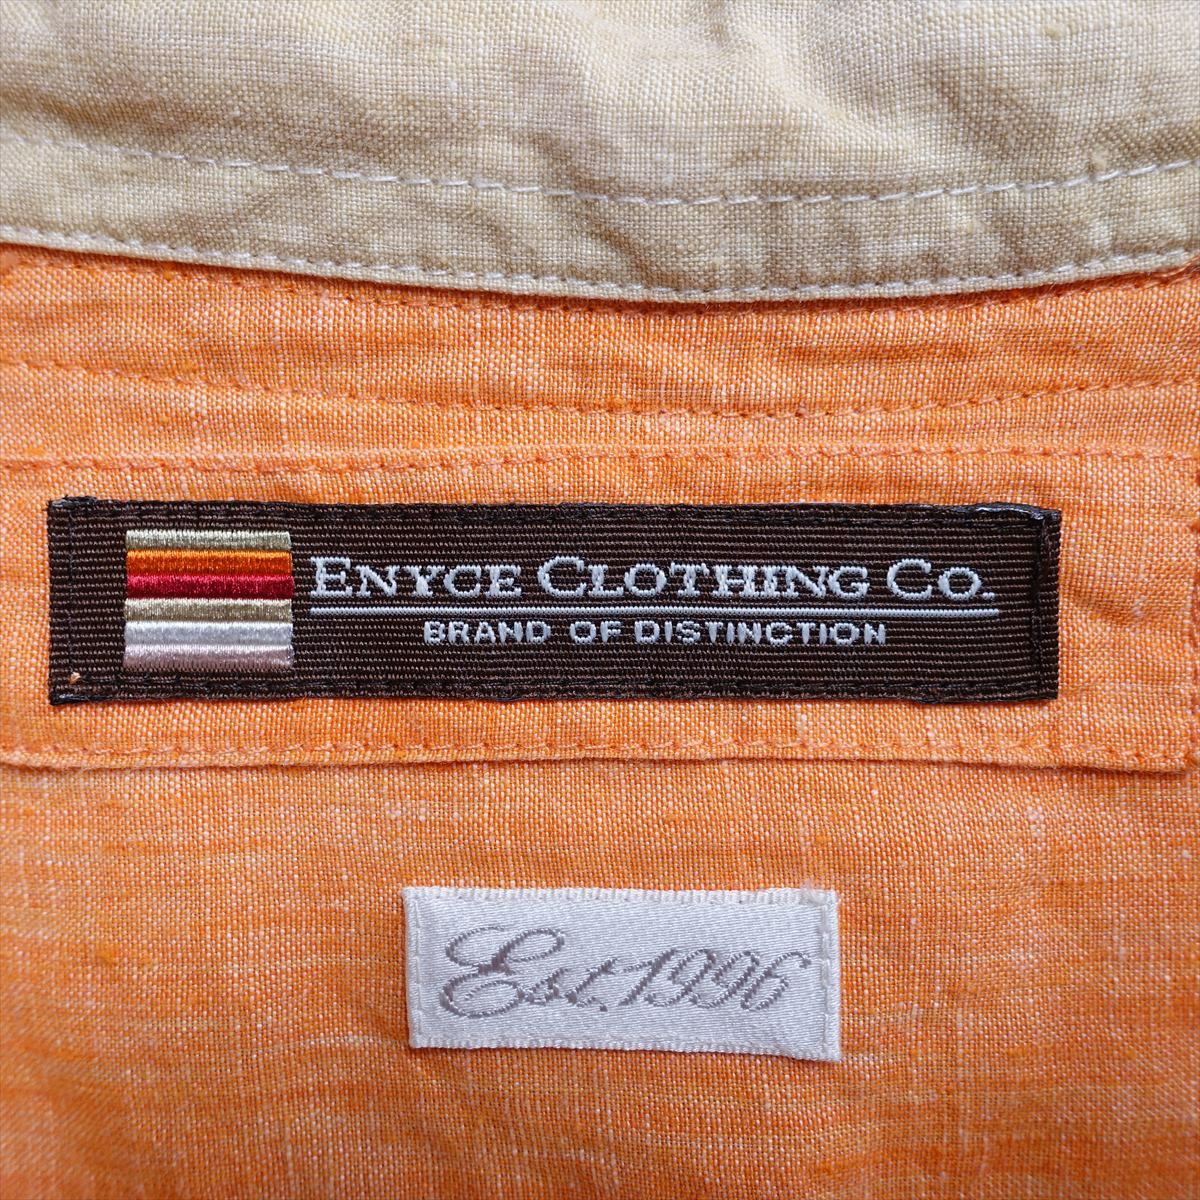 ENYCE CLOTHING CO.
BRAND OF DISTINCTION
Est. 1996